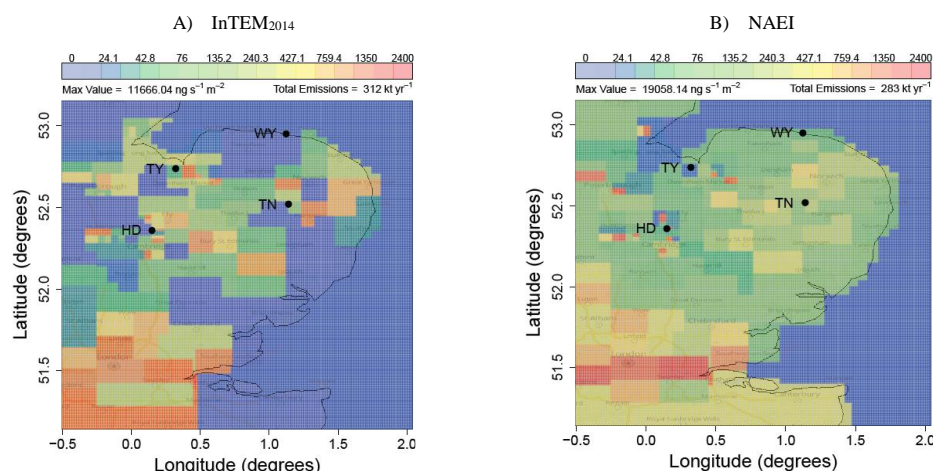 A) InTEM2014
B) NAEI
0 24.1 42.8 76 135.2 240.3 427.1 759.4 1350 2400
Max Value = 11666.04 ng s⁻¹ m⁻² Total Emissions = 312 kt yr⁻¹
53.0
52.5
52.0
51.5
Latitude (degrees)
WY
TY
TN
HD
−0.5 0.0 0.5 1.0 1.5 2.0
Longitude (degrees)
0 24.1 42.8 76 135.2 240.3 427.1 759.4 1350 2400
Max Value = 19058.14 ng s⁻¹ m⁻² Total Emissions = 283 kt yr⁻¹
53.0
52.5
52.0
51.5
Latitude (degrees)
WY
TY
TN
HD
−0.5 0.0 0.5 1.0 1.5 2.0
Longitude (degrees)